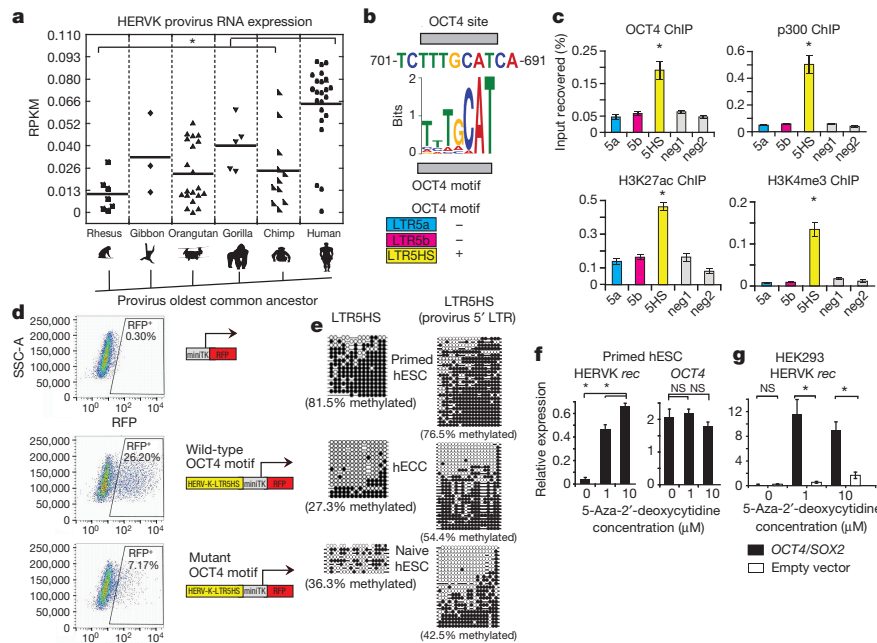 a
HERVK provirus RNA expression
*
RPKM
0.110
0.090
0.079
0.066
0.052
0.040
0.026
0.013
0
Rhesus Gibbon Orangutan Gorilla Chimp Human
Provirus oldest common ancestor
b
OCT4 site
701-TCTTTGCATCA-691
Bits
2
1
0
TTTGCAT
OCT4 motif
OCT4
motif
LTR5a –
LTR5b –
LTR5HS +
c
OCT4 ChIP
Input recovered (%)
0.25
0.20
0.15
0.10
0.05
0
*
5a 5b 5HS neg1 neg2
p300 ChIP
0.6
0.4
0.2
0
*
5a 5b 5HS neg1 neg2
H3K27ac ChIP
0.5
0.3
0.1
0
*
5a 5b 5HS neg1 neg2
H3K4me3 ChIP
0.2
0.1
0
*
5a 5b 5HS neg1 neg2
d
SSC-A
250,000
200,000
150,000
100,000
50,000
0
RFP+
0.30%
10⁰ 10² 10⁴
RFP
miniTK RFP
250,000
200,000
150,000
100,000
50,000
0
RFP+
26.20%
10⁰ 10² 10⁴
Wild-type
OCT4 motif
HERV-K-LTR5HS miniTK RFP
250,000
200,000
150,000
100,000
50,000
0
RFP+
7.17%
10⁰ 10² 10⁴
Mutant
OCT4 motif
HERV-K-LTR5HS miniTK RFP
e
LTR5HS
LTR5HS
(provirus 5′ LTR)
Primed
hESC
(81.5% methylated)
(76.5% methylated)
hECC
(27.3% methylated)
(54.4% methylated)
Naive
hESC
(36.3% methylated)
(42.5% methylated)
f
Primed hESC
HERVK rec
OCT4
Relative expression
0.6
0.4
0.2
0
* *
0 1 10
2
1
0
NS NS
0 1 10
5-Aza-2′-deoxycytidine
concentration (μM)
g
HEK293
HERVK rec
12
9
6
3
0
NS * *
0 1 10
5-Aza-2′-deoxycytidine
concentration (μM)
OCT4/SOX2
Empty vector